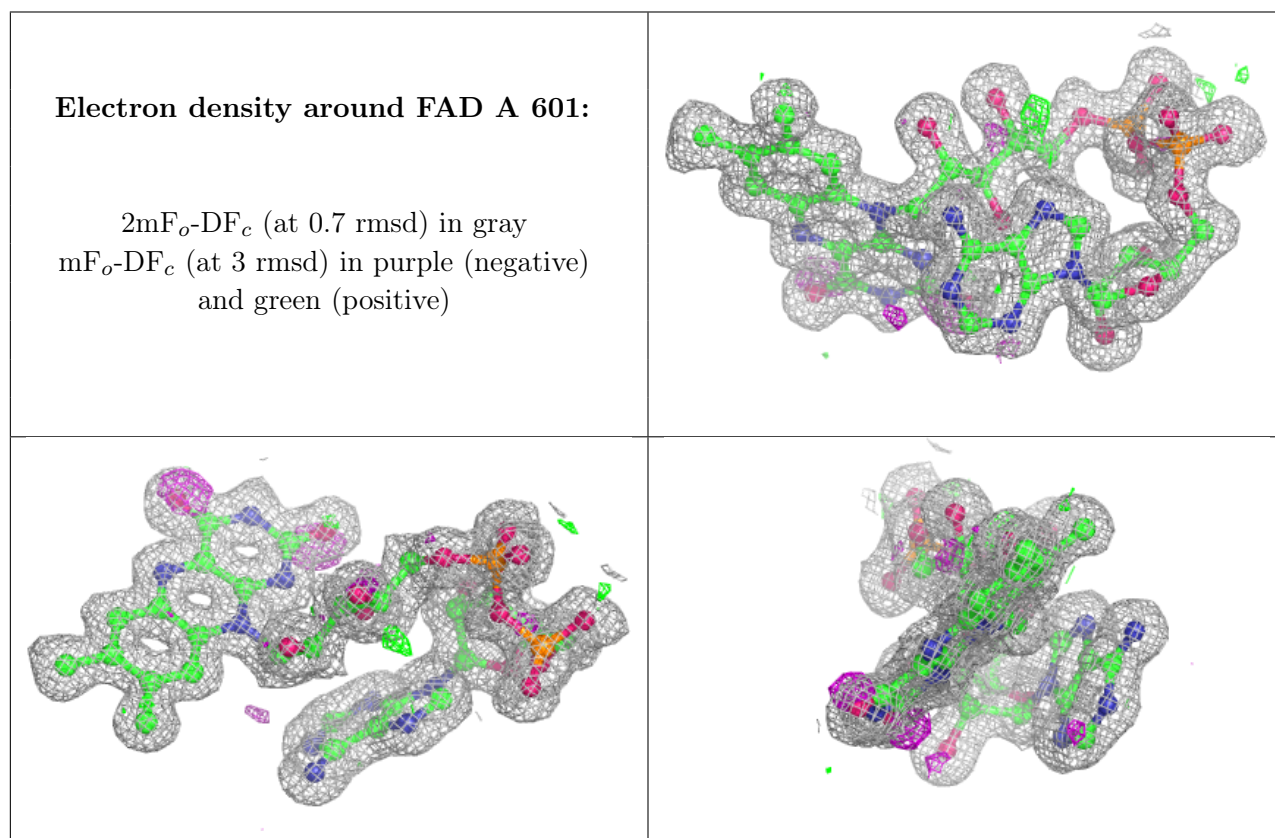 Electron density around FAD A 601:
2mFo-DFc (at 0.7 rmsd) in gray
mFo-DFc (at 3 rmsd) in purple (negative)
and green (positive)